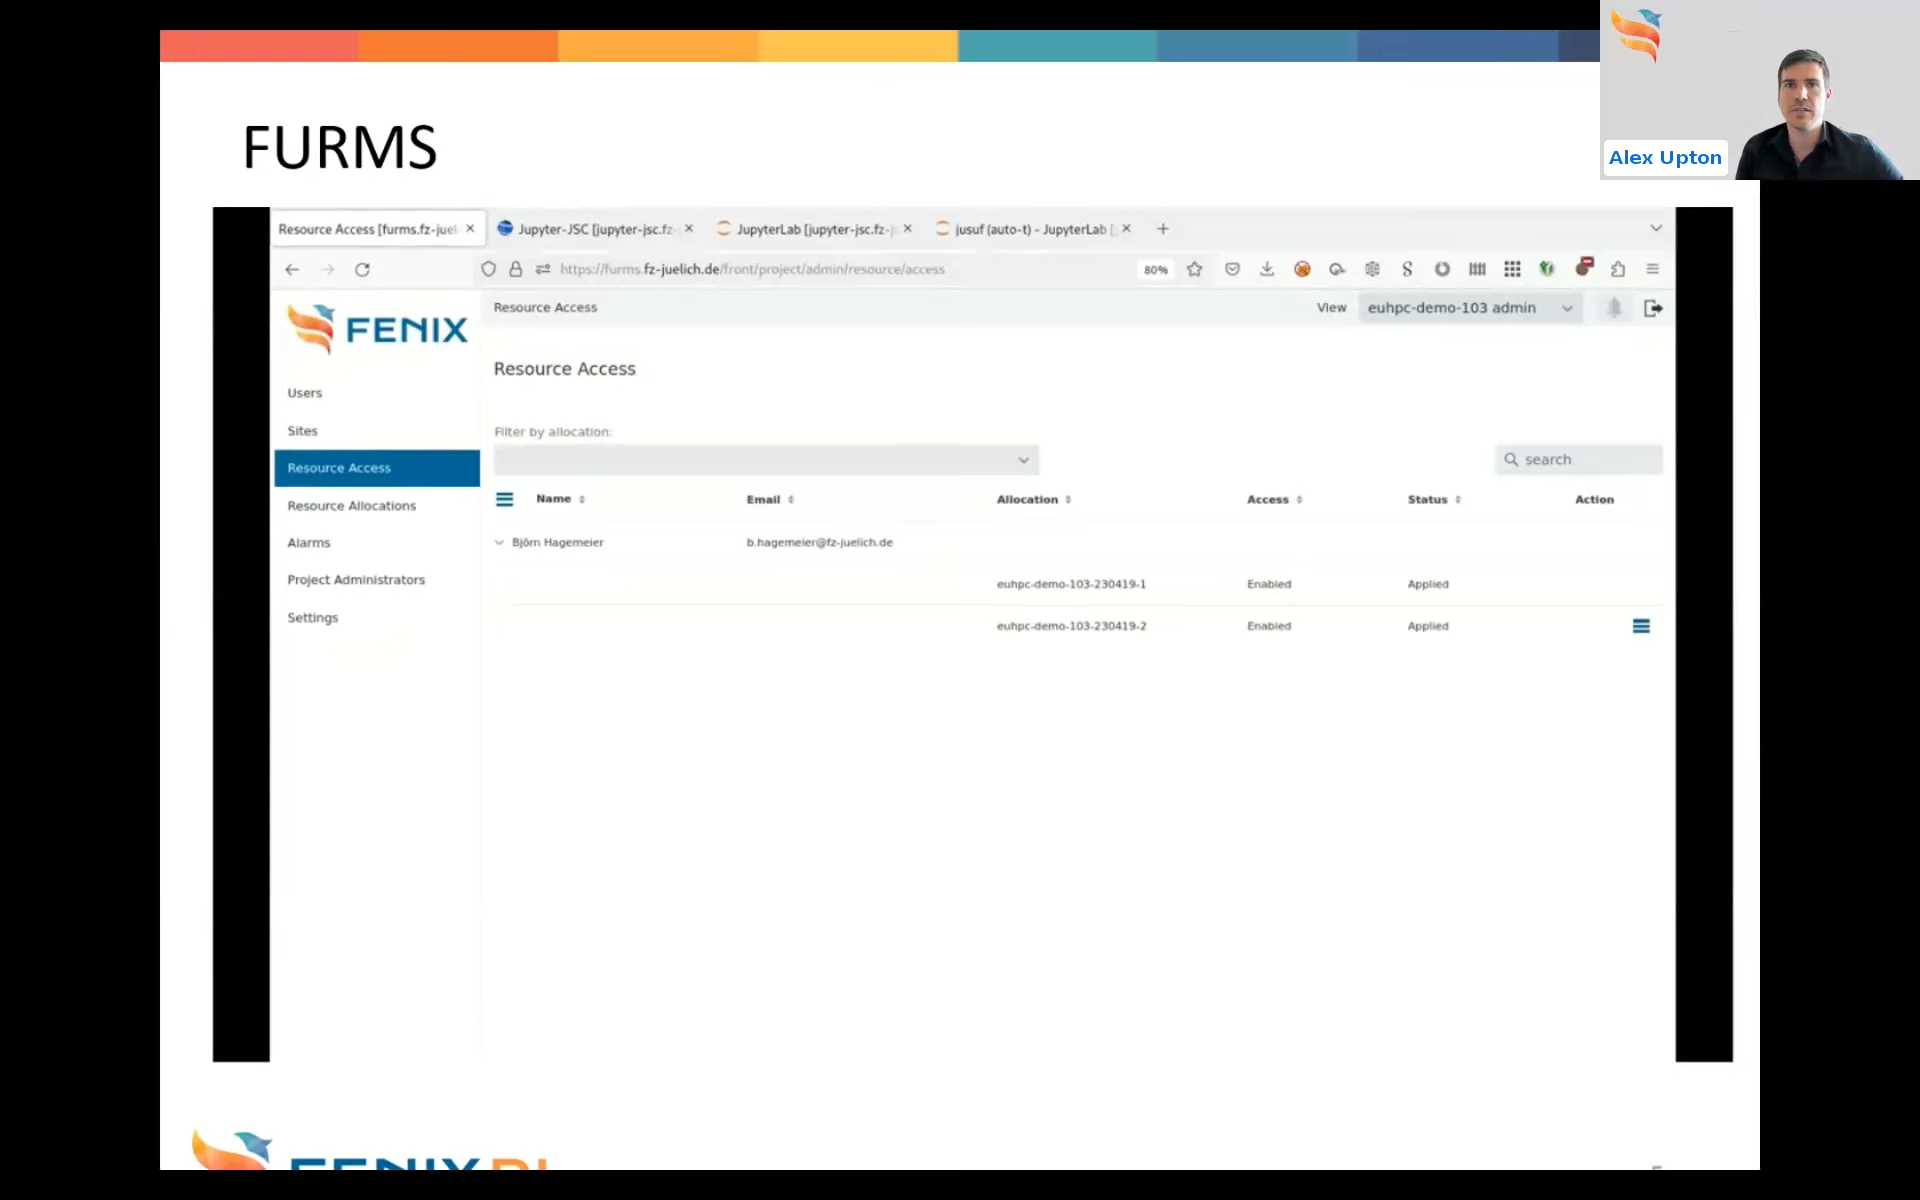 Alex Upton
FURMS
Resource Access [furms.fz-juel
Jupyter-JSC [jupyter-jsc.fz-
JupyterLab [jupyter-jsc.fz-j
jusuf (auto-t) - JupyterLab [
https://furms.fz-juelich.de/front/project/admin/resource/access
80%
FENIX
Resource Access
View
euhpc-demo-103 admin
Users
Sites
Resource Access
Resource Allocations
Alarms
Project Administrators
Settings
Resource Access
Filter by allocation:
search
Name Email Allocation Access Status Action
Björn Hagemeier b.hagemeier@fz-juelich.de
euhpc-demo-103-230419-1 Enabled Applied
euhpc-demo-103-230419-2 Enabled Applied
FENIX RI